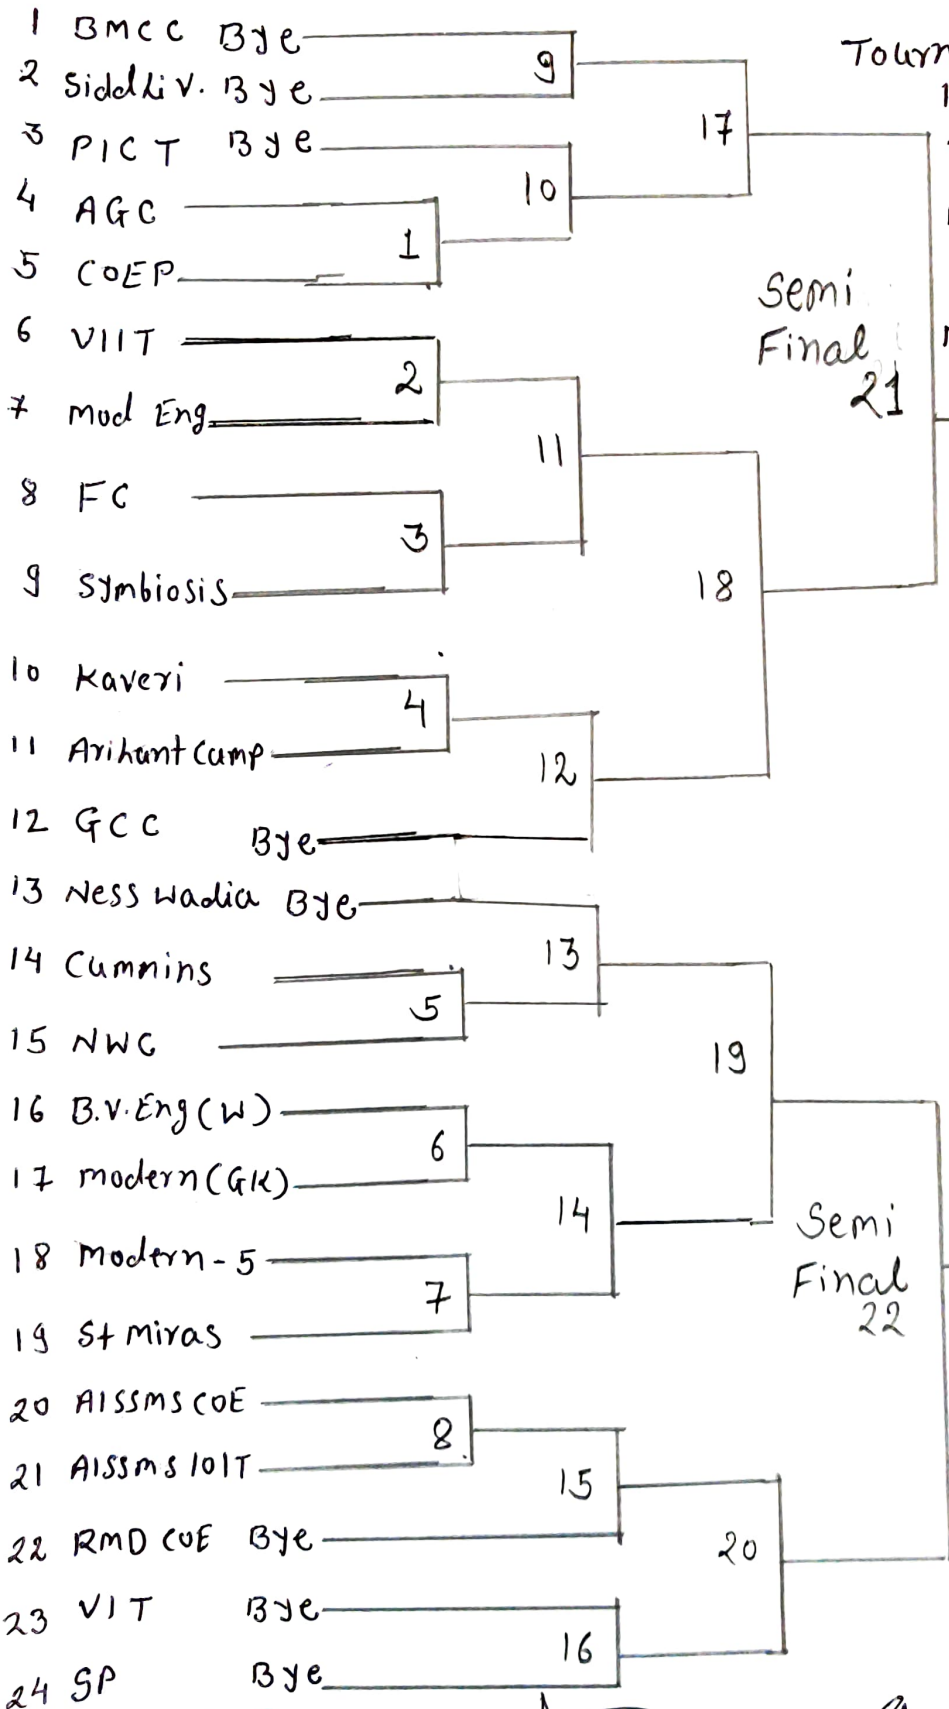 1 BMCC Bye
9
Tourn
2 Siddhi V. Bye
17
3 PICT Bye
10
4 AGC
1
5 COEP
Semi
Final
21
6 VIIT
2
7 Mod Eng
11
8 FC
3
18
9 Symbiosis
10 Kaveri
4
11 Arihant Camp
12
12 GCC Bye
13 Ness Wadia Bye
13
14 Cummins
5
15 NWC
19
16 B.V. Eng (W)
6
17 Modern (GK)
14
Semi
Final
22
18 Modern - 5
7
19 St Miras
20 AISSMS COE
8
21 AISSMS IOIT
15
22 RMD COE Bye
20
23 VIT Bye
16
24 SP Bye